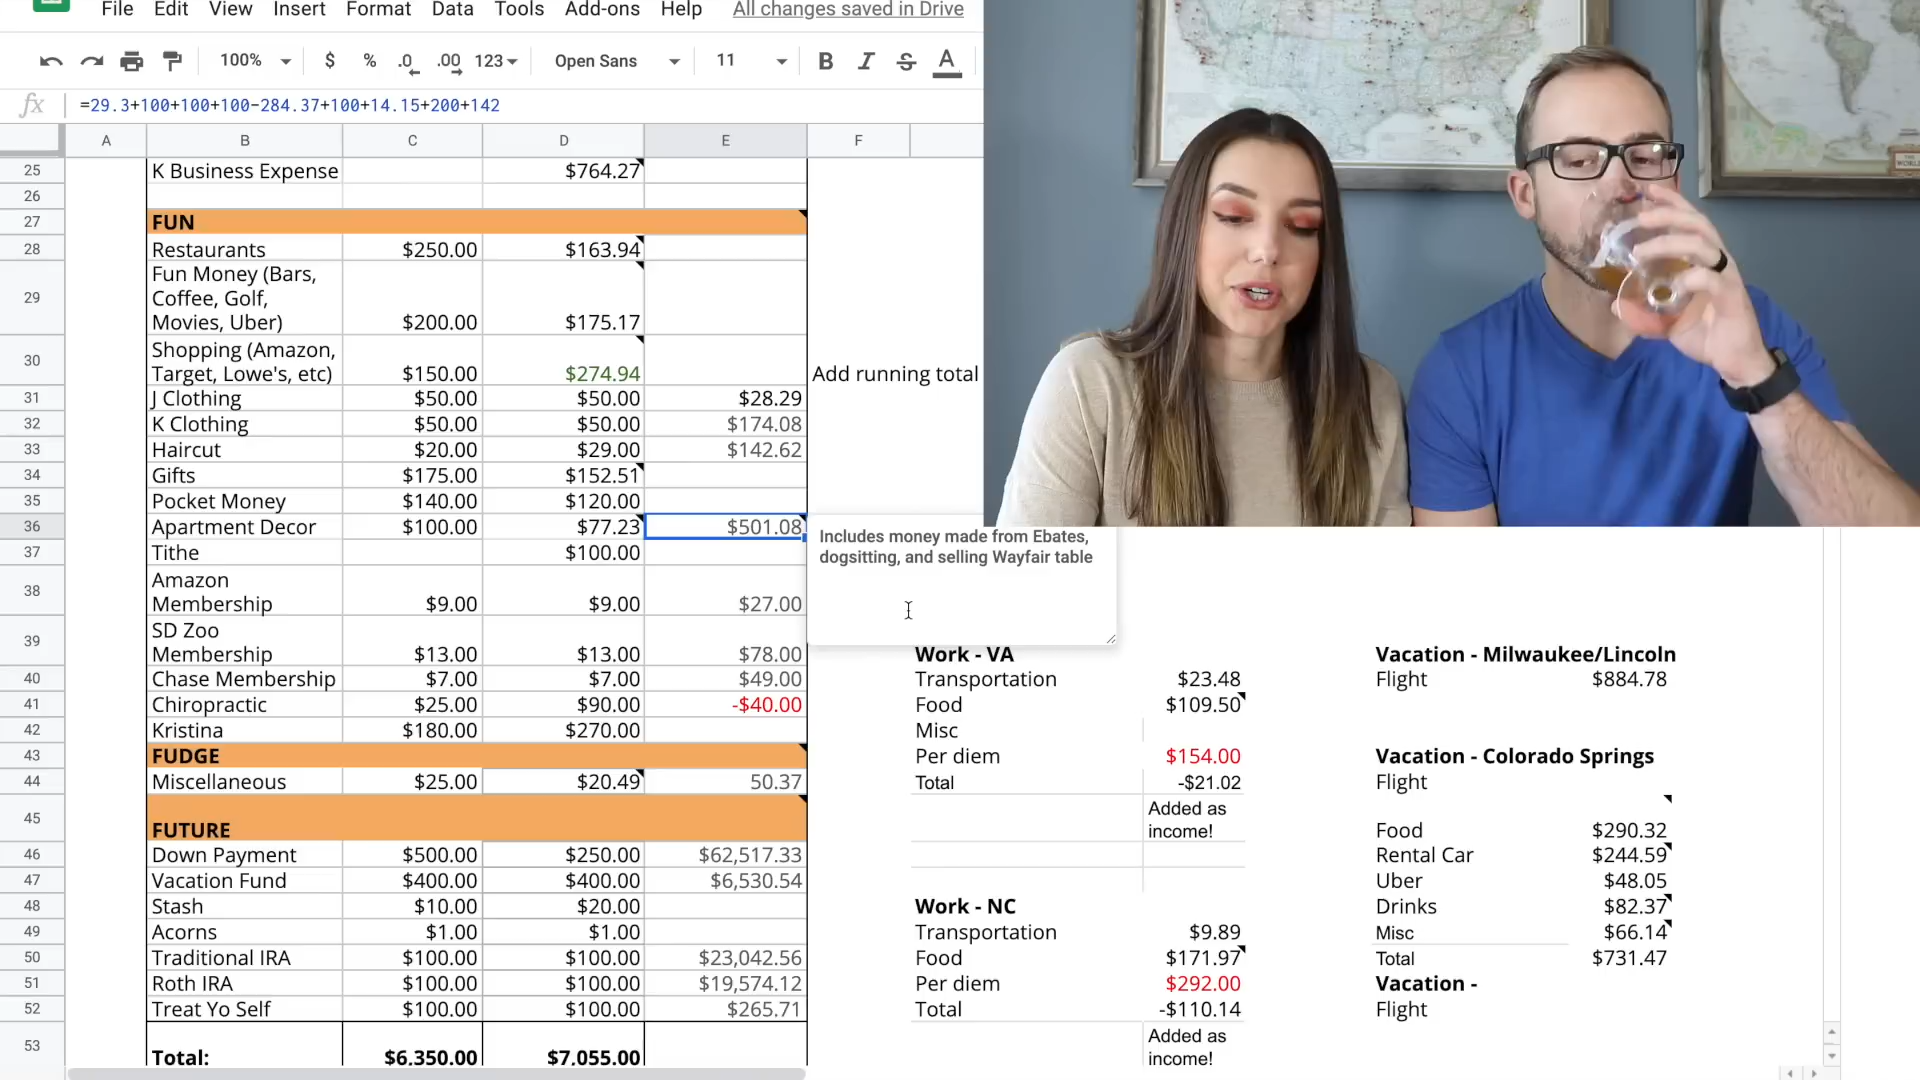 File Edit View Insert Format Data Tools Add-ons Help All changes saved in Drive
100% $ % .0 .00 123 Open Sans 11 B I S A
fx =29.3+100+100+100-284.37+100+14.15+200+142
A B C D E F
25 K Business Expense $764.27
26
27 FUN
28 Restaurants $250.00 $163.94
Fun Money (Bars,
29 Coffee, Golf,
Movies, Uber) $200.00 $175.17
30 Shopping (Amazon,
Target, Lowe's, etc) $150.00 $274.94 Add running total
31 J Clothing $50.00 $50.00 $28.29
32 K Clothing $50.00 $50.00 $174.08
33 Haircut $20.00 $29.00 $142.62
34 Gifts $175.00 $152.51
35 Pocket Money $140.00 $120.00
36 Apartment Decor $100.00 $77.23 $501.08
Includes money made from Ebates,
dogsitting, and selling Wayfair table
37 Tithe $100.00
38 Amazon
Membership $9.00 $9.00 $27.00
39 SD Zoo
Membership $13.00 $13.00 $78.00 Work - VA Vacation - Milwaukee/Lincoln
40 Chase Membership $7.00 $7.00 $49.00 Transportation $23.48 Flight $884.78
41 Chiropractic $25.00 $90.00 -$40.00 Food $109.50
42 Kristina $180.00 $270.00 Misc
43 FUDGE Per diem $154.00 Vacation - Colorado Springs
44 Miscellaneous $25.00 $20.49 50.37 Total -$21.02 Flight
45 FUTURE Added as
income! Food $290.32
46 Down Payment $500.00 $250.00 $62,517.33 Rental Car $244.59
47 Vacation Fund $400.00 $400.00 $6,530.54 Uber $48.05
48 Stash $10.00 $20.00 Work - NC Drinks $82.37
49 Acorns $1.00 $1.00 Transportation $9.89 Misc $66.14
50 Traditional IRA $100.00 $100.00 $23,042.56 Food $171.97 Total $731.47
51 Roth IRA $100.00 $100.00 $19,574.12 Per diem $292.00 Vacation -
52 Treat Yo Self $100.00 $100.00 $265.71 Total -$110.14 Flight
53 Added as
Total: $6,350.00 $7,055.00 income!